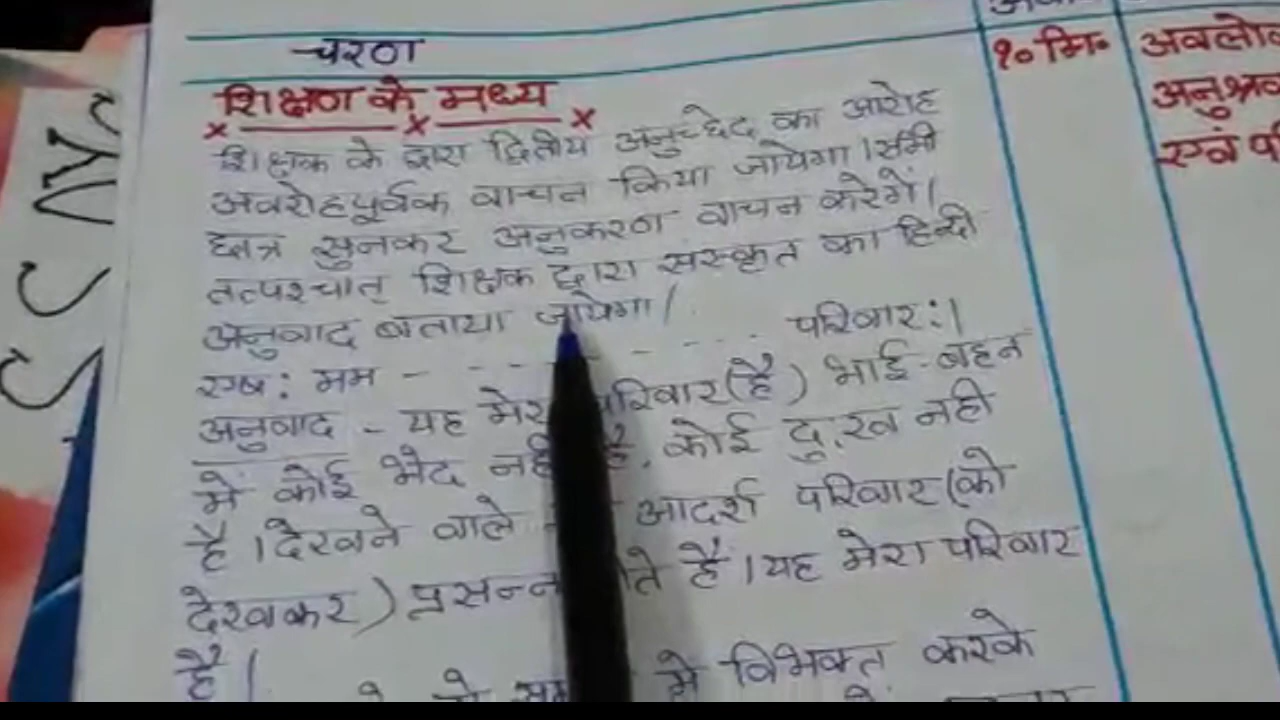 चरण
१० मि०
अवलो
शिक्षण के मध्य
अनुश्रव
एवं प
शिक्षक के द्वारा द्वितीय अनुच्छेद का आरोह
अवरोहपूर्वक वाचन किया जायेगा। सभी
छात्र सुनकर अनुकरण वाचन करेगें।
तत्पश्चात् शिक्षक द्वारा संस्कृत का हिन्दी
अनुवाद बताया जायेगा।
एष: मम - - - - - - - परिवार:।
अनुवाद - यह मेरा परिवार (है) भाई-बहन
में कोई भेद नही है, कोई दु:ख नही
है। देखने वाले आदर्श परिवार (को
देखकर) प्रसन्न होते है। यह मेरा परिवार
है।
मे विभक्त करके